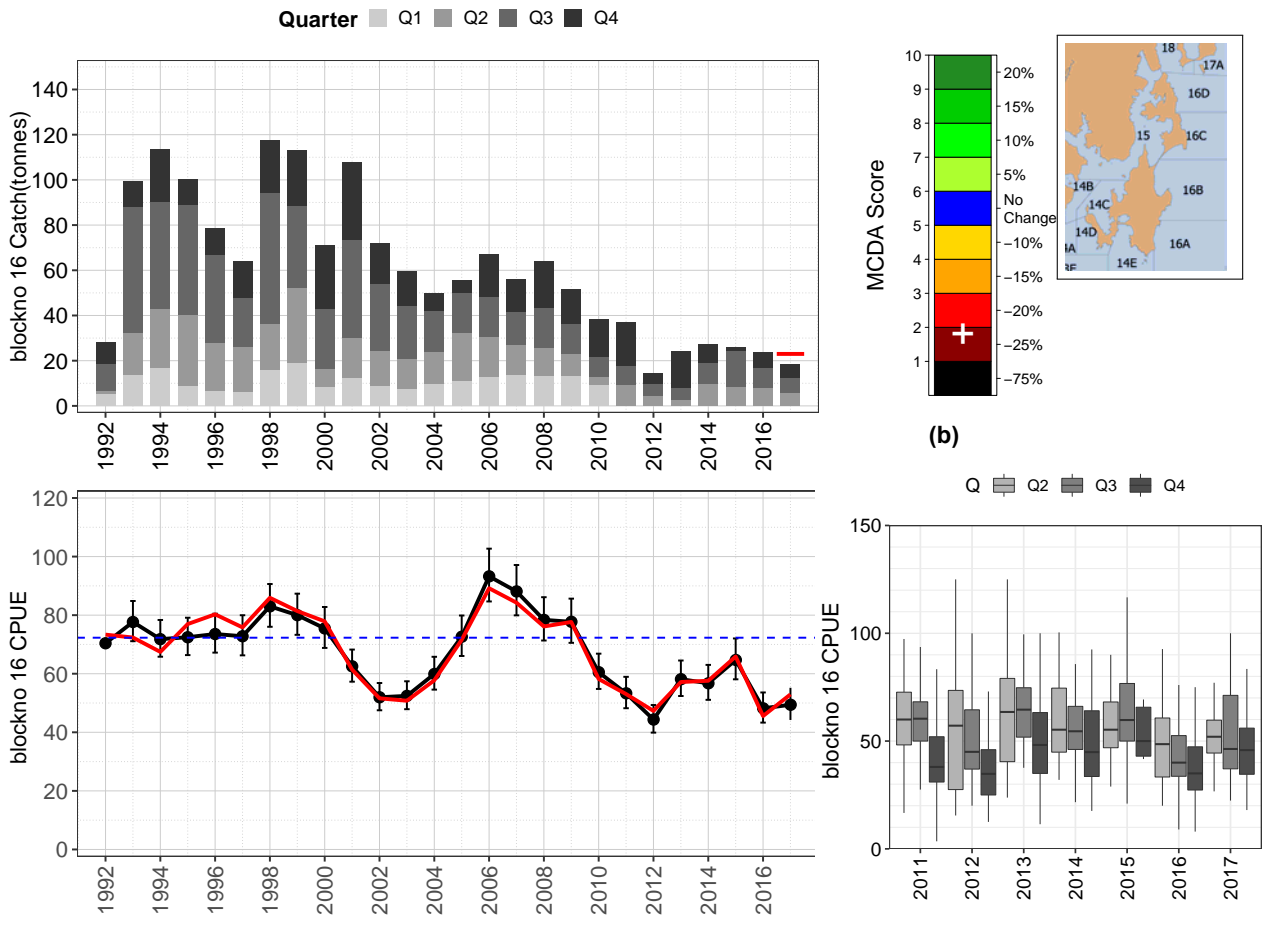 Quarter Q1 Q2 Q3 Q4
blockno 16 Catch(tonnes)
140
120
100
80
60
40
20
0
1992 1994 1996 1998 2000 2002 2004 2006 2008 2010 2012 2014 2016
MCDA Score
10
9
8
7
6
5
4
3
2
1
20%
15%
10%
5%
No
Change
−10%
−15%
−20%
−25%
−75%
18
17A
16D
15
16C
14B
16B
14C
14D
16A
14E
(b)
blockno 16 CPUE
120
100
80
60
40
20
0
1992 1994 1996 1998 2000 2002 2004 2006 2008 2010 2012 2014 2016
Q Q2 Q3 Q4
blockno 16 CPUE
150
100
50
0
2011 2012 2013 2014 2015 2016 2017